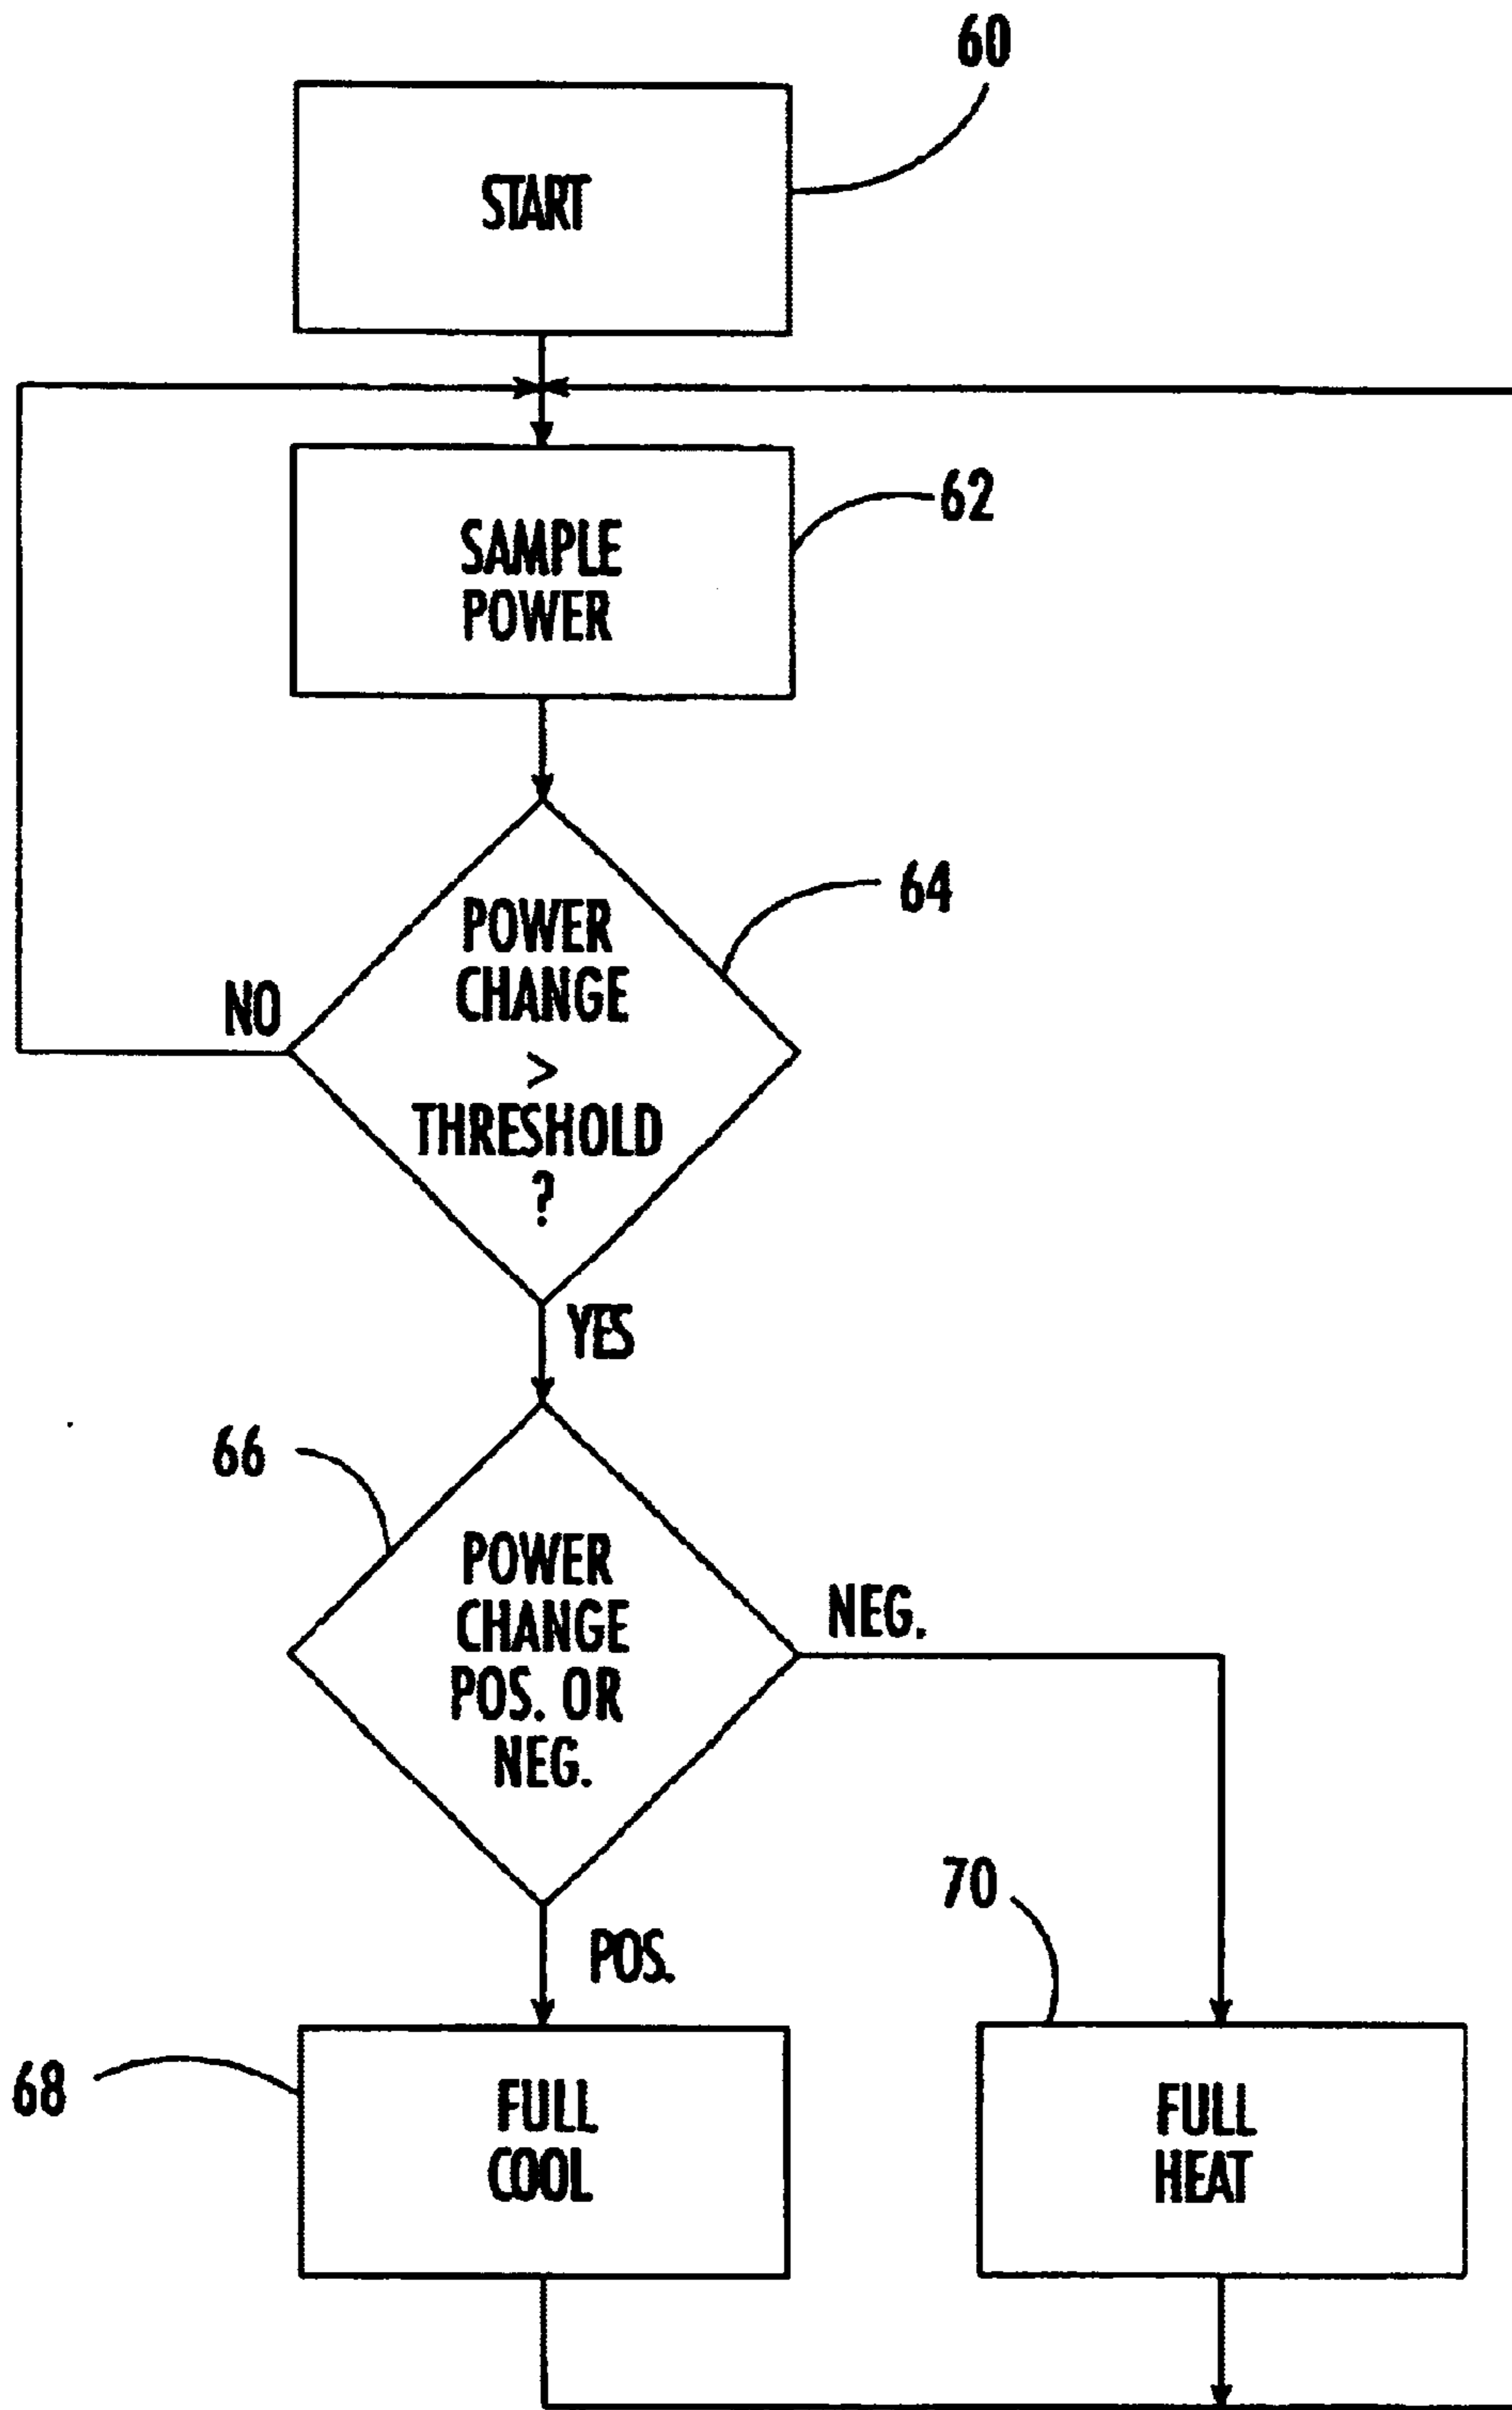 60
START
62
SAMPLE
POWER
64
POWER
CHANGE
>
THRESHOLD
?
NO
YES
66
POWER
CHANGE
POS. OR
NEG.
NEG.
POS.
70
68
FULL
COOL
FULL
HEAT